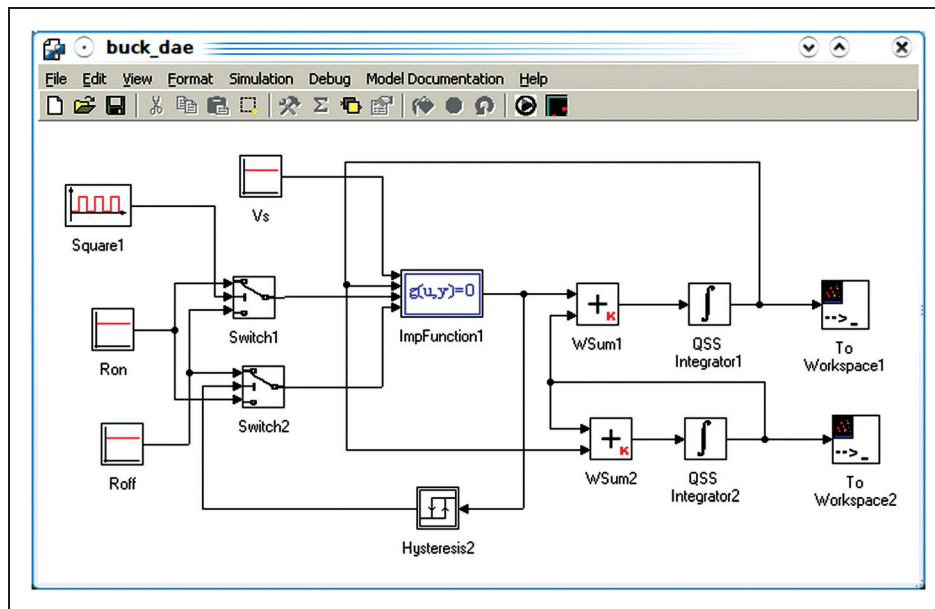 buck_dae
File Edit View Format Simulation Debug Model Documentation Help
Vs
Square1
g(u,y)=0
ImpFunction1
Switch1
Ron
+
K
WSum1
∫
QSS
Integrator1
-->_
To
Workspace1
Switch2
Roff
+
K
WSum2
∫
QSS
Integrator2
-->_
To
Workspace2
Hysteresis2